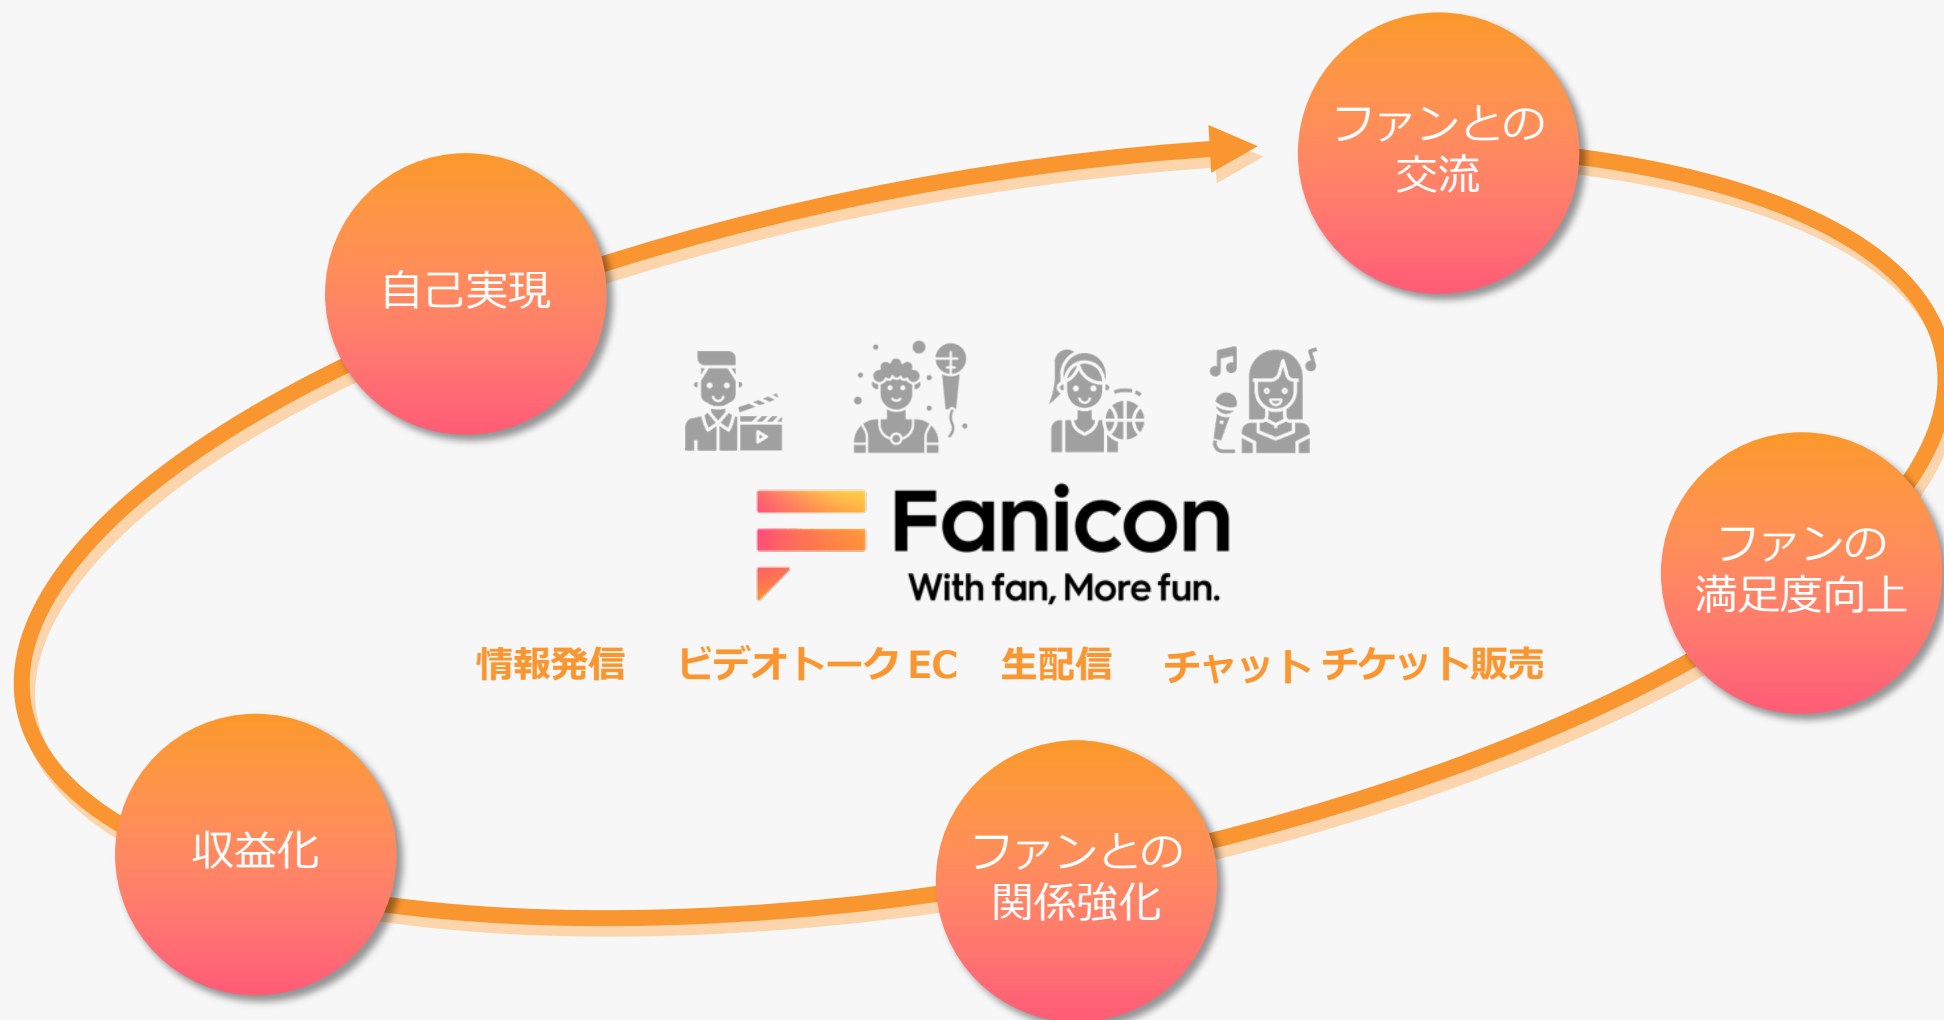 ファンとの
交流
自己実現
Fanicon
With fan, More fun.
ファンの
満足度向上
情報発信 ビデオトーク EC 生配信 チャット チケット販売
収益化
ファンとの
関係強化